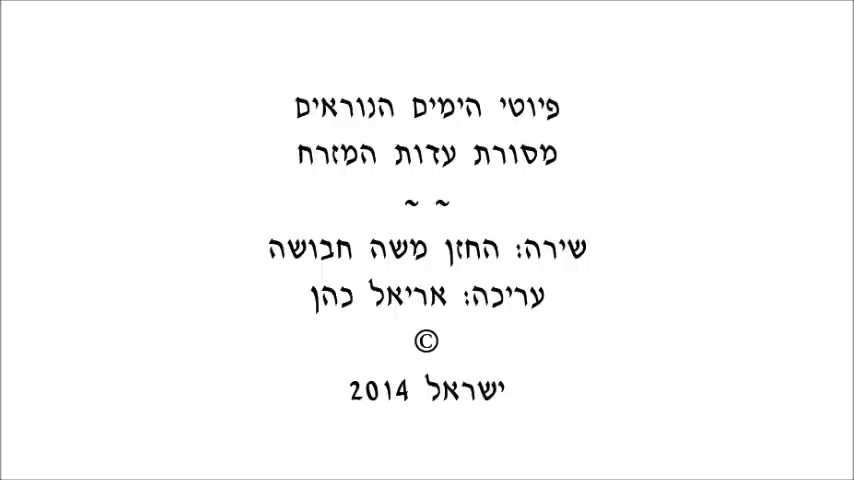 פיוטי הימים הנוראים
מסורת עדות המזרח
~ ~
שירה: החזן משה חבושה
עריכה: אריאל כהן
©
ישראל 2014